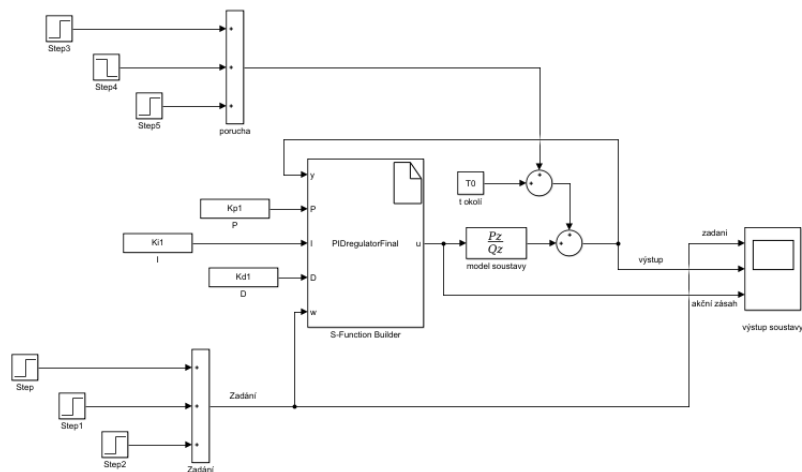 Step3
Step4
Step5
porucha
y
P
I
D
w
u
PIDregulatorFinal
S-Function Builder
Kp1
P
Ki1
I
Kd1
D
T0
t okolí
Pz
Qz
model soustavy
zadaní
výstup
akční zásah
výstup soustavy
Step
Step1
Step2
Zadání
Zadání